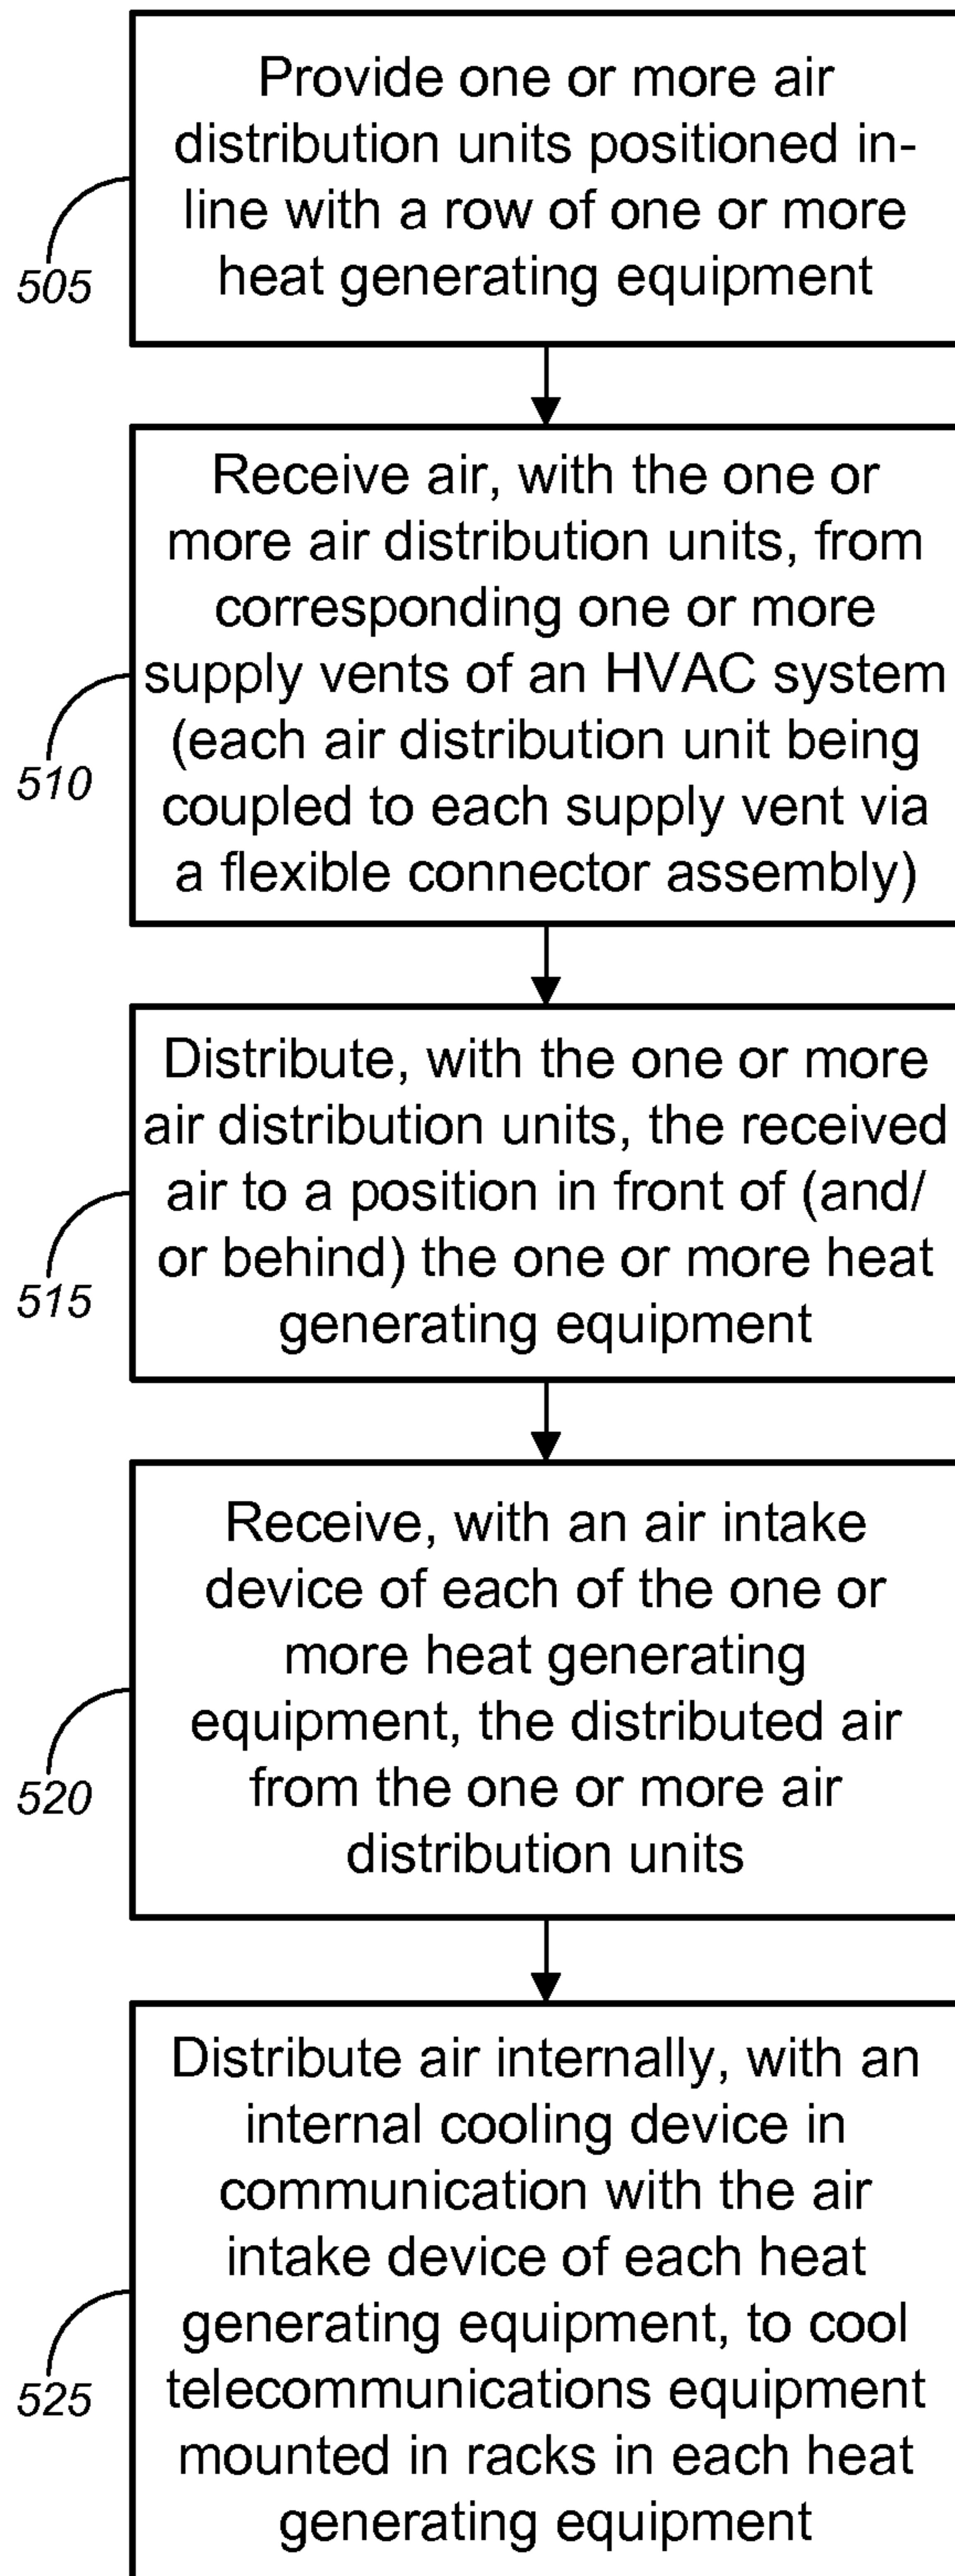 Provide one or more air
distribution units positioned in-
line with a row of one or more
heat generating equipment
505
Receive air, with the one or
more air distribution units, from
corresponding one or more
supply vents of an HVAC system
(each air distribution unit being
coupled to each supply vent via
a flexible connector assembly)
510
Distribute, with the one or more
air distribution units, the received
air to a position in front of (and/
or behind) the one or more heat
generating equipment
515
Receive, with an air intake
device of each of the one or
more heat generating
equipment, the distributed air
from the one or more air
distribution units
520
Distribute air internally, with an
internal cooling device in
communication with the air
intake device of each heat
generating equipment, to cool
telecommunications equipment
mounted in racks in each heat
generating equipment
525